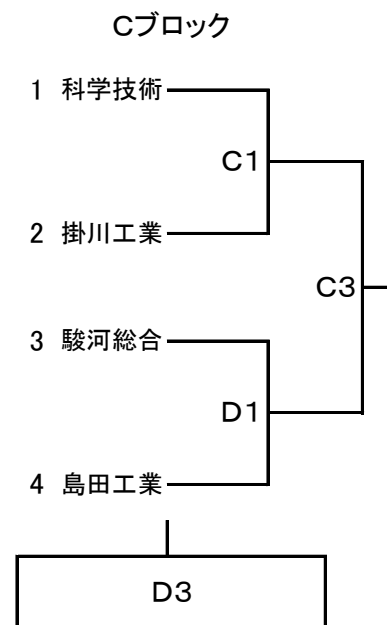 Cブロック
1 科学技術
C1
2 掛川工業
C3
3 駿河総合
D1
4 島田工業
D3